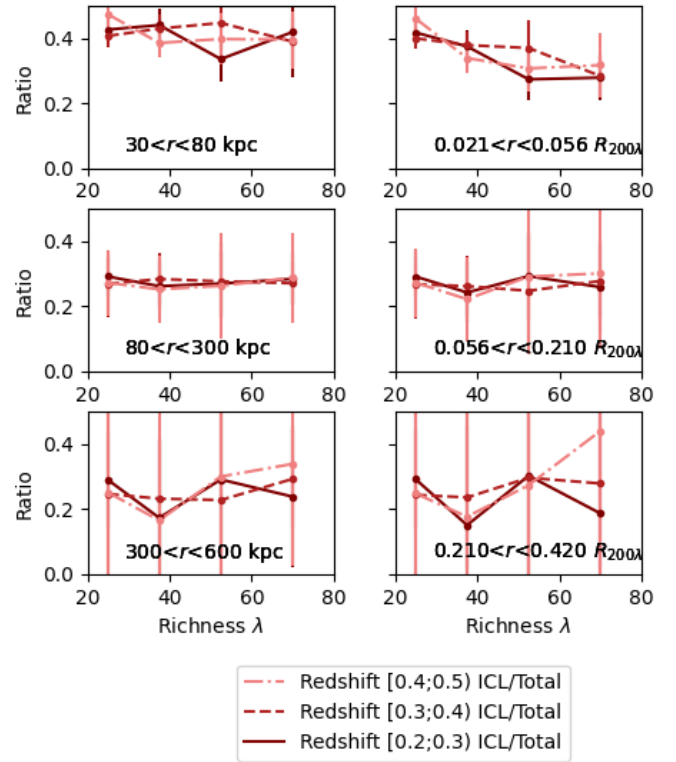 0.4
0.2
0.0
Ratio
30<r<80 kpc
20 40 60 80
0.021<r<0.056 R200λ
20 40 60 80
0.4
0.2
0.0
Ratio
80<r<300 kpc
20 40 60 80
0.056<r<0.210 R200λ
20 40 60 80
0.4
0.2
0.0
Ratio
300<r<600 kpc
20 40 60 80
Richness λ
0.210<r<0.420 R200λ
20 40 60 80
Richness λ
Redshift [0.4;0.5) ICL/Total
Redshift [0.3;0.4) ICL/Total
Redshift [0.2;0.3) ICL/Total